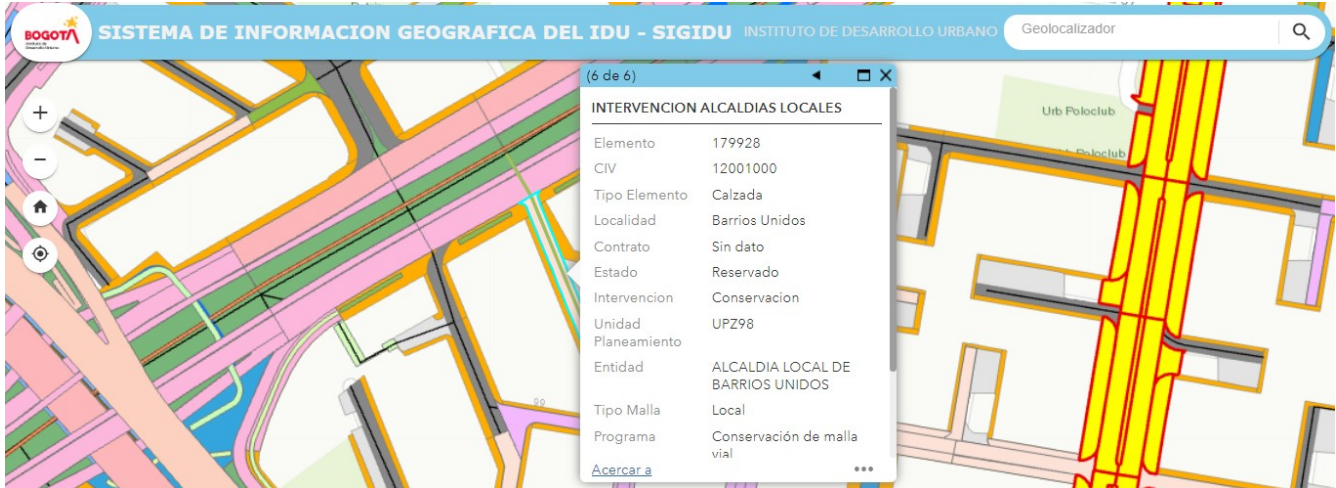 BOGOTÁ
SISTEMA DE INFORMACION GEOGRAFICA DEL IDU - SIGIDU INSTITUTO DE DESARROLLO URBANO
Geolocalizador
(6 de 6)
INTERVENCION ALCALDIAS LOCALES
Elemento 179928
CIV 12001000
Tipo Elemento Calzada
Localidad Barrios Unidos
Contrato Sin dato
Estado Reservado
Intervencion Conservacion
Unidad Planeamiento UPZ98
Entidad ALCALDIA LOCAL DE
BARRIOS UNIDOS
Tipo Malla Local
Programa Conservación de malla
vial
Acercar a
Urb Poloclub
Poloclub
99